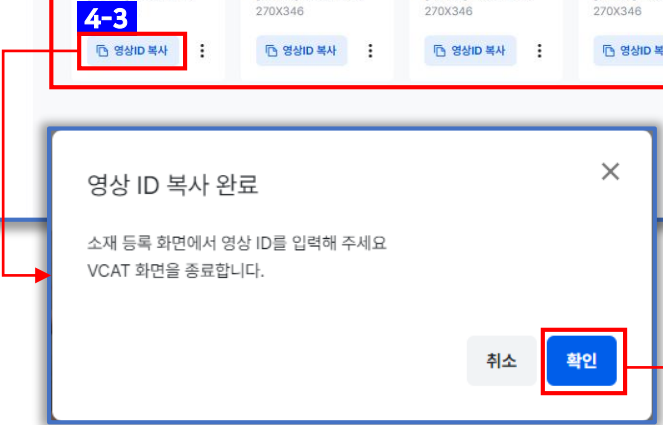 4-3
270X346
270X346
270X346
영상ID 복사
영상ID 복사
영상ID 복사
영상ID 복
영상 ID 복사 완료
소재 등록 화면에서 영상 ID를 입력해 주세요
VCAT 화면을 종료합니다.
취소
확인